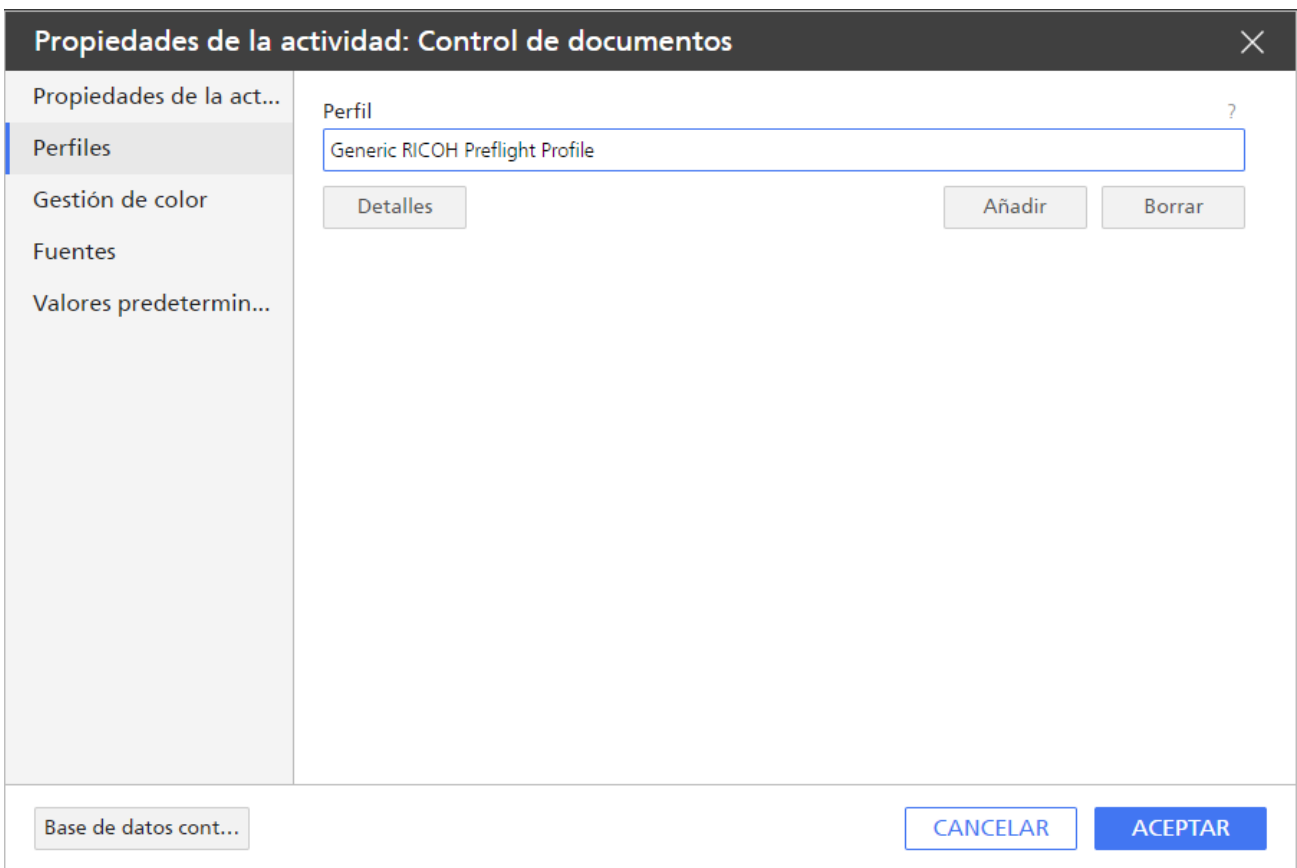 Propiedades de la actividad: Control de documentos
Propiedades de la act...
Perfiles
Gestión de color
Fuentes
Valores predetermin...
Perfil ?
Generic RICOH Preflight Profile
Detalles Añadir Borrar
Base de datos cont... CANCELAR ACEPTAR